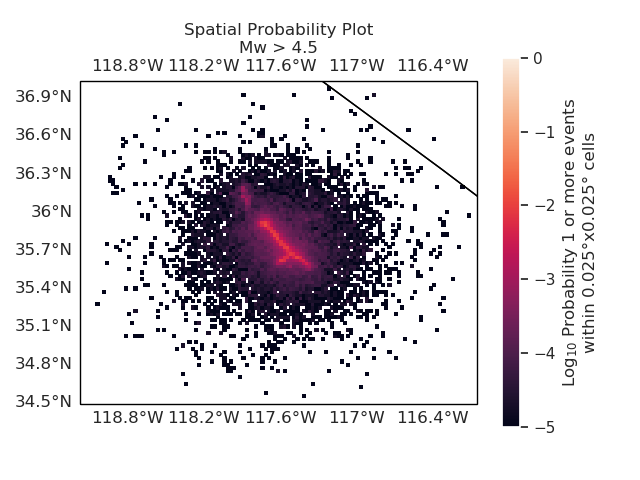 Spatial Probability Plot
Mw > 4.5
118.8°W 118.2°W 117.6°W 117°W 116.4°W
36.9°N
36.6°N
36.3°N
36°N
35.7°N
35.4°N
35.1°N
34.8°N
34.5°N
118.8°W 118.2°W 117.6°W 117°W 116.4°W
0
−1
−2
−3
−4
−5
Log₁₀ Probability 1 or more events
within 0.025°x0.025° cells